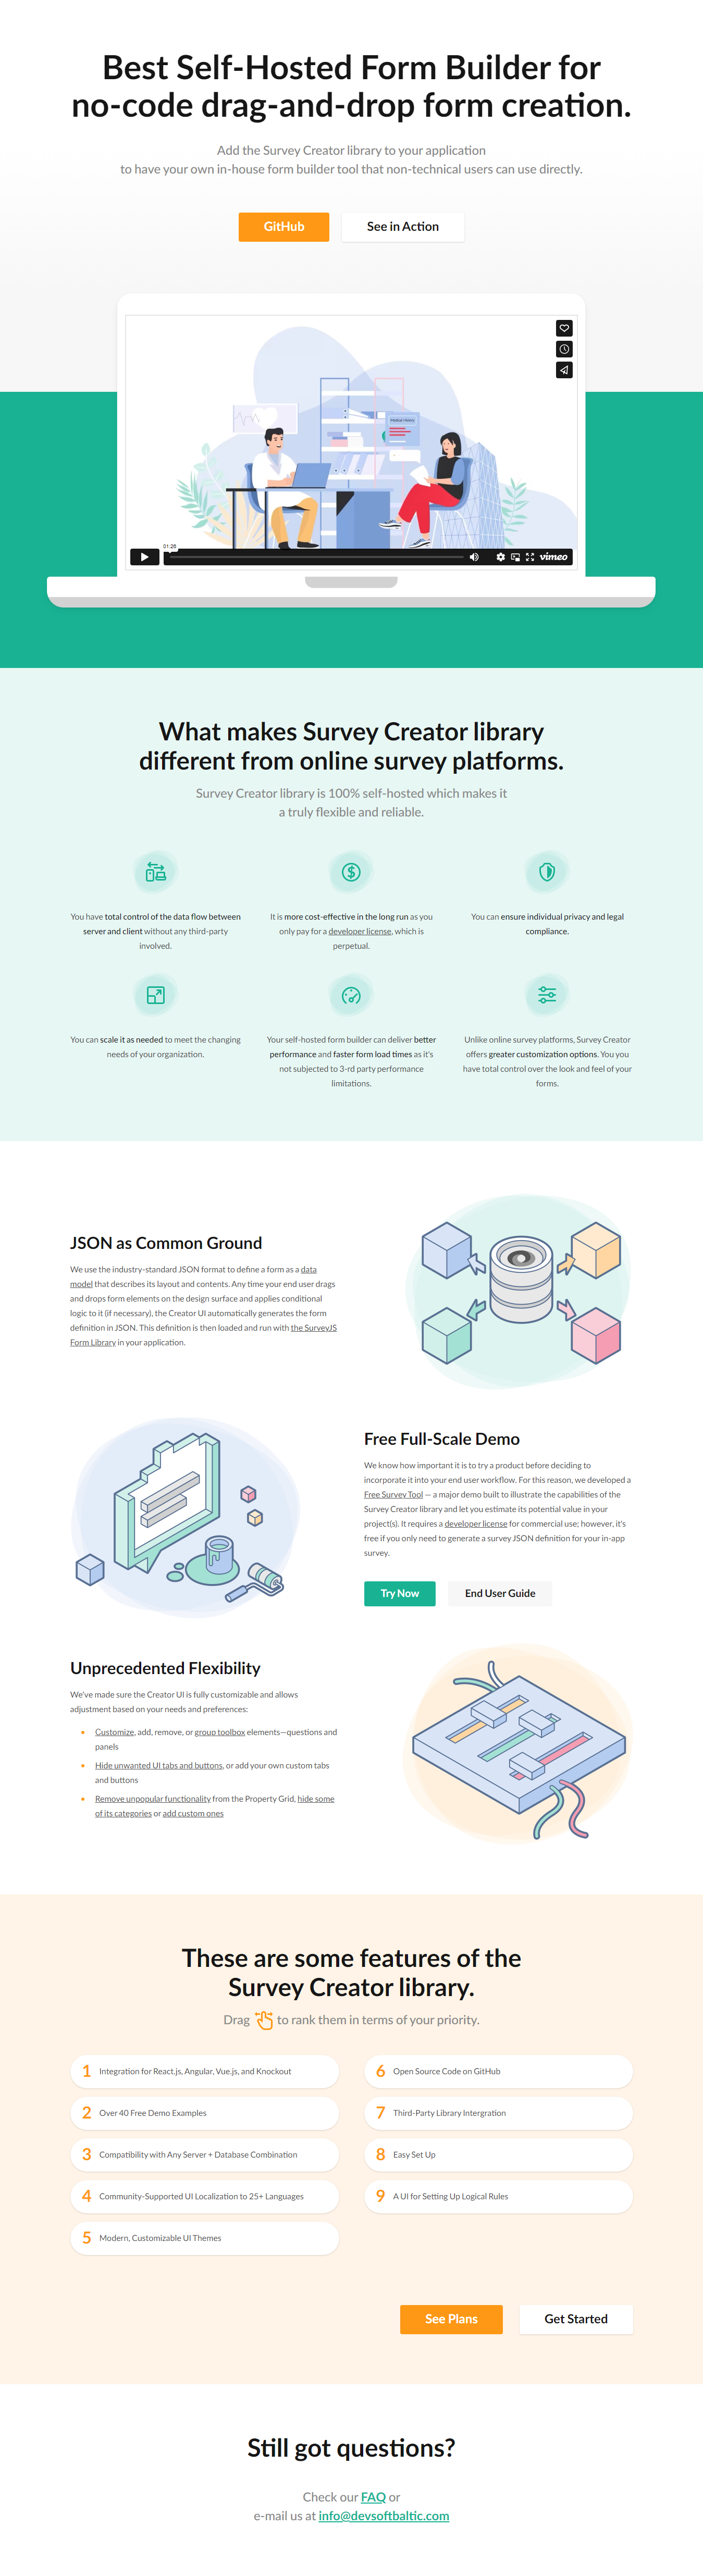 Best Self-Hosted Form Builder for
no-code drag-and-drop form creation.
Add the Survey Creator library to your application
to have your own in-house form builder tool that non-technical users can use directly.
GitHub
See in Action
01:26
vimeo
What makes Survey Creator library
different from online survey platforms.
Survey Creator library is 100% self-hosted which makes it
a truly flexible and reliable.
You have total control of the data flow between
server and client without any third-party
involved.
It is more cost-effective in the long run as you
only pay for a developer license, which is
perpetual.
You can ensure individual privacy and legal
compliance.
You can scale it as needed to meet the changing
needs of your organization.
Your self-hosted form builder can deliver better
performance and faster form load times as it's
not subjected to 3-rd party performance
limitations.
Unlike online survey platforms, Survey Creator
offers greater customization options. You you
have total control over the look and feel of your
forms.
JSON as Common Ground
We use the industry-standard JSON format to define a form as a data
model that describes its layout and contents. Any time your end user drags
and drops form elements on the design surface and applies conditional
logic to it (if necessary), the Creator UI automatically generates the form
definition in JSON. This definition is then loaded and run with the SurveyJS
Form Library in your application.
Free Full-Scale Demo
We know how important it is to try a product before deciding to
incorporate it into your end user workflow. For this reason, we developed a
Free Survey Tool — a major demo built to illustrate the capabilities of the
Survey Creator library and let you estimate its potential value in your
project(s). It requires a developer license for commercial use; however, it's
free if you only need to generate a survey JSON definition for your in-app
survey.
Try Now
End User Guide
Unprecedented Flexibility
We've made sure the Creator UI is fully customizable and allows
adjustment based on your needs and preferences:
Customize, add, remove, or group toolbox elements—questions and
panels
Hide unwanted UI tabs and buttons, or add your own custom tabs
and buttons
Remove unpopular functionality from the Property Grid, hide some
of its categories or add custom ones
These are some features of the
Survey Creator library.
Drag to rank them in terms of your priority.
1 Integration for React.js, Angular, Vue.js, and Knockout
2 Over 40 Free Demo Examples
3 Compatibility with Any Server + Database Combination
4 Community-Supported UI Localization to 25+ Languages
5 Modern, Customizable UI Themes
6 Open Source Code on GitHub
7 Third-Party Library Intergration
8 Easy Set Up
9 A UI for Setting Up Logical Rules
See Plans
Get Started
Still got questions?
Check our FAQ or
e-mail us at info@devsoftbaltic.com